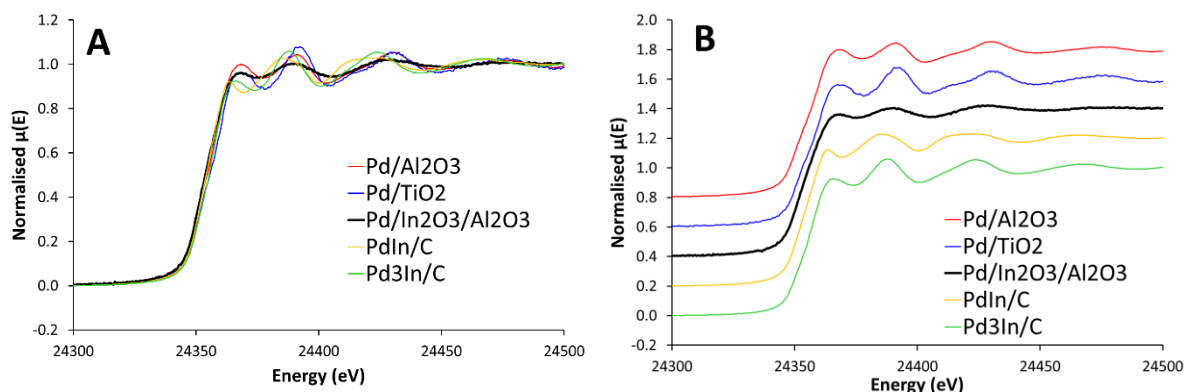 A
Normalised μ(E)
1.2
1.0
0.8
0.6
0.4
0.2
0.0
-0.2
Pd/Al2O3
Pd/TiO2
Pd/In2O3/Al2O3
PdIn/C
Pd3In/C
24300
24350
24400
24450
24500
Energy (eV)
B
Normalised μ(E)
2.0
1.8
1.6
1.4
1.2
1.0
0.8
0.6
0.4
0.2
0.0
-0.2
Pd/Al2O3
Pd/TiO2
Pd/In2O3/Al2O3
PdIn/C
Pd3In/C
24300
24350
24400
24450
24500
Energy (eV)